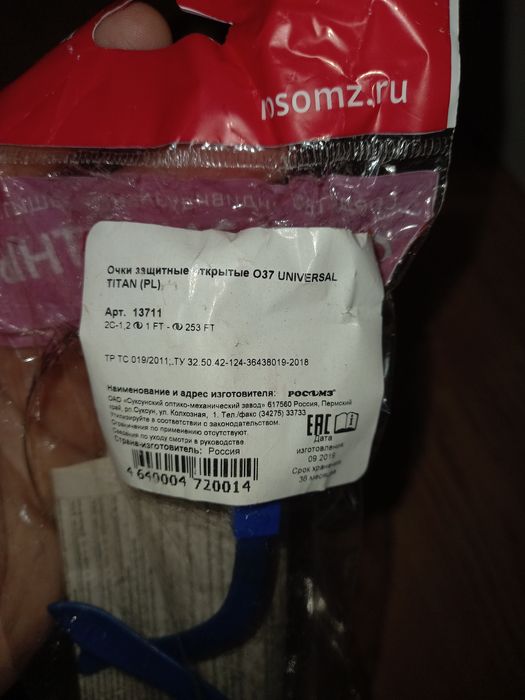 osomz.ru
Очки защитные открытые О37 UNIVERSAL
TITAN (PL)
Арт. 13711
2C-1,2 1 FT - 253 FT
ТР ТС 019/2011,.ТУ 32.50.42-124-36438019-2018
Наименование и адрес изготовителя: РОСОМЗ
ОАО «Суксунский оптико-механический завод» 617560 Россия, Пермский
край, рп Суксун, ул. Колхозная, 1. Тел./факс (34275) 33733
Утилизируйте в соответствии с законодательством.
Ограничения по применению отсутствуют.
Сведения по уходу смотри в руководстве
Страна-изготовитель: Россия
EAC
Дата
изготовления:
09.2019
Срок хранения
36 месяцев
4 640004 720014